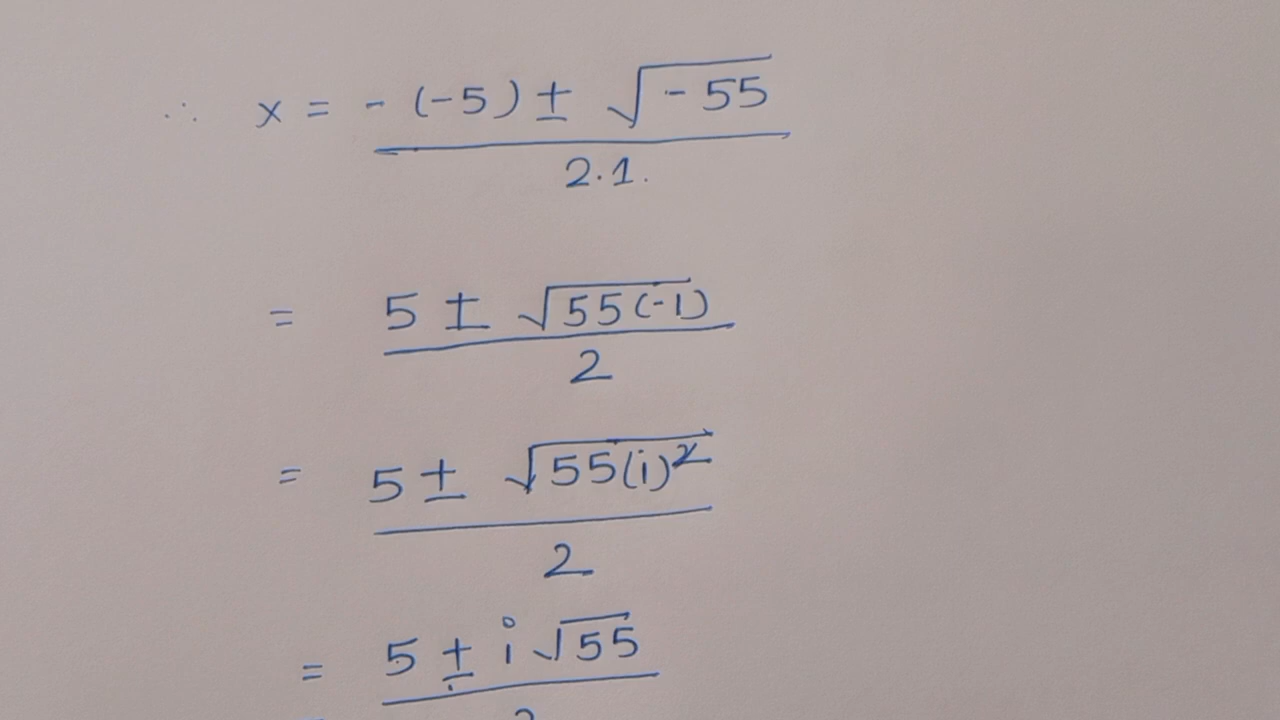 ∴ x = - (-5) ± √-55
2·1.
= 5 ± √55(-1)
2
= 5 ± √55(i)²
2
= 5 ± i√55